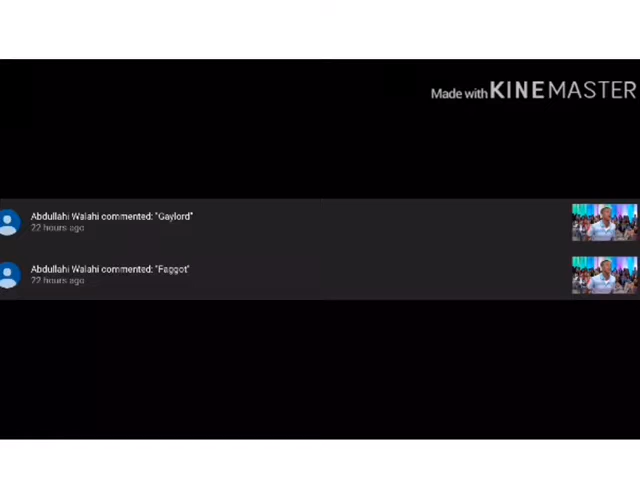 Made with KINEMASTER
Abdullahi Walahi commented: "Gaylord"
22 hours ago
Abdullahi Walahi commented: "Faggot"
22 hours ago